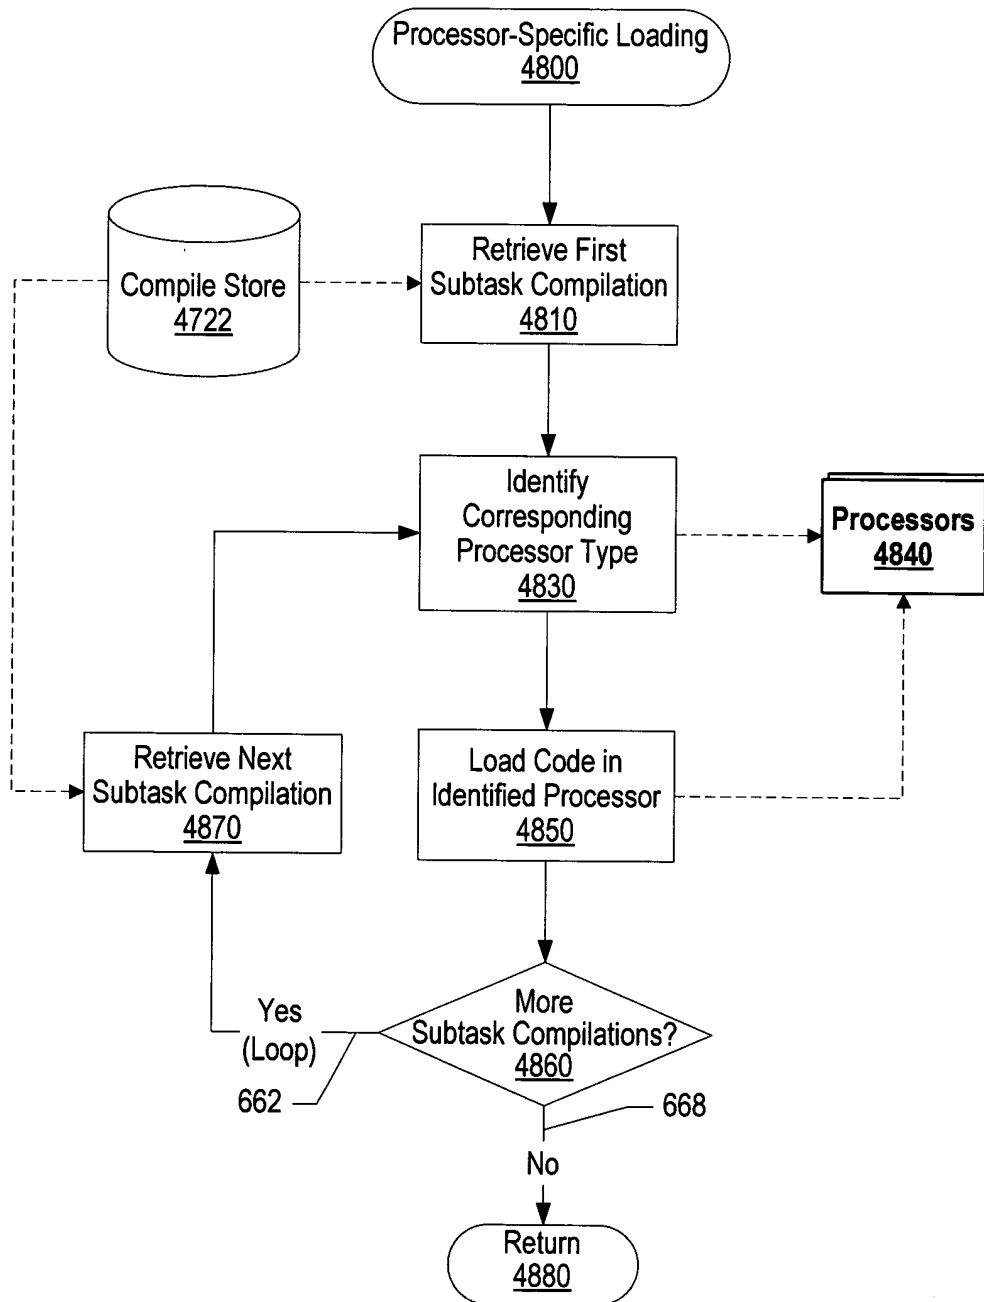 Processor-Specific Loading
4800
Compile Store
4722
Retrieve First
Subtask Compilation
4810
Identify
Corresponding
Processor Type
4830
Processors
4840
Retrieve Next
Subtask Compilation
4870
Load Code in
Identified Processor
4850
More
Subtask Compilations?
4860
Yes
(Loop)
662
668
No
Return
4880